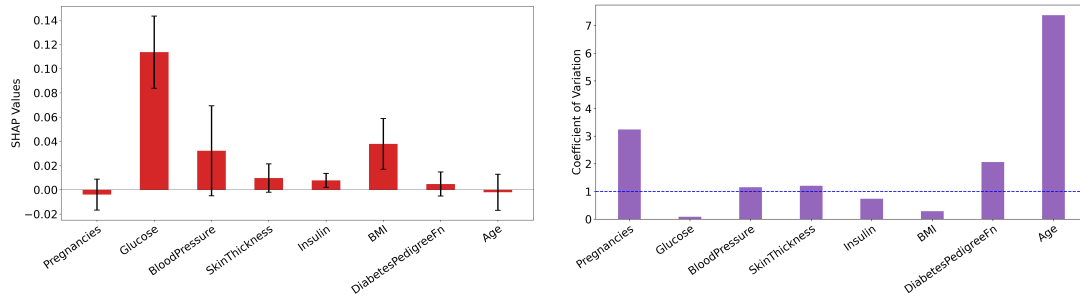 SHAP Values
0.14
0.12
0.10
0.08
0.06
0.04
0.02
0.00
−0.02
Pregnancies
Glucose
BloodPressure
SkinThickness
Insulin
BMI
DiabetesPedigreeFn
Age
Coefficient of Variation
7
6
5
4
3
2
1
0
Pregnancies
Glucose
BloodPressure
SkinThickness
Insulin
BMI
DiabetesPedigreeFn
Age